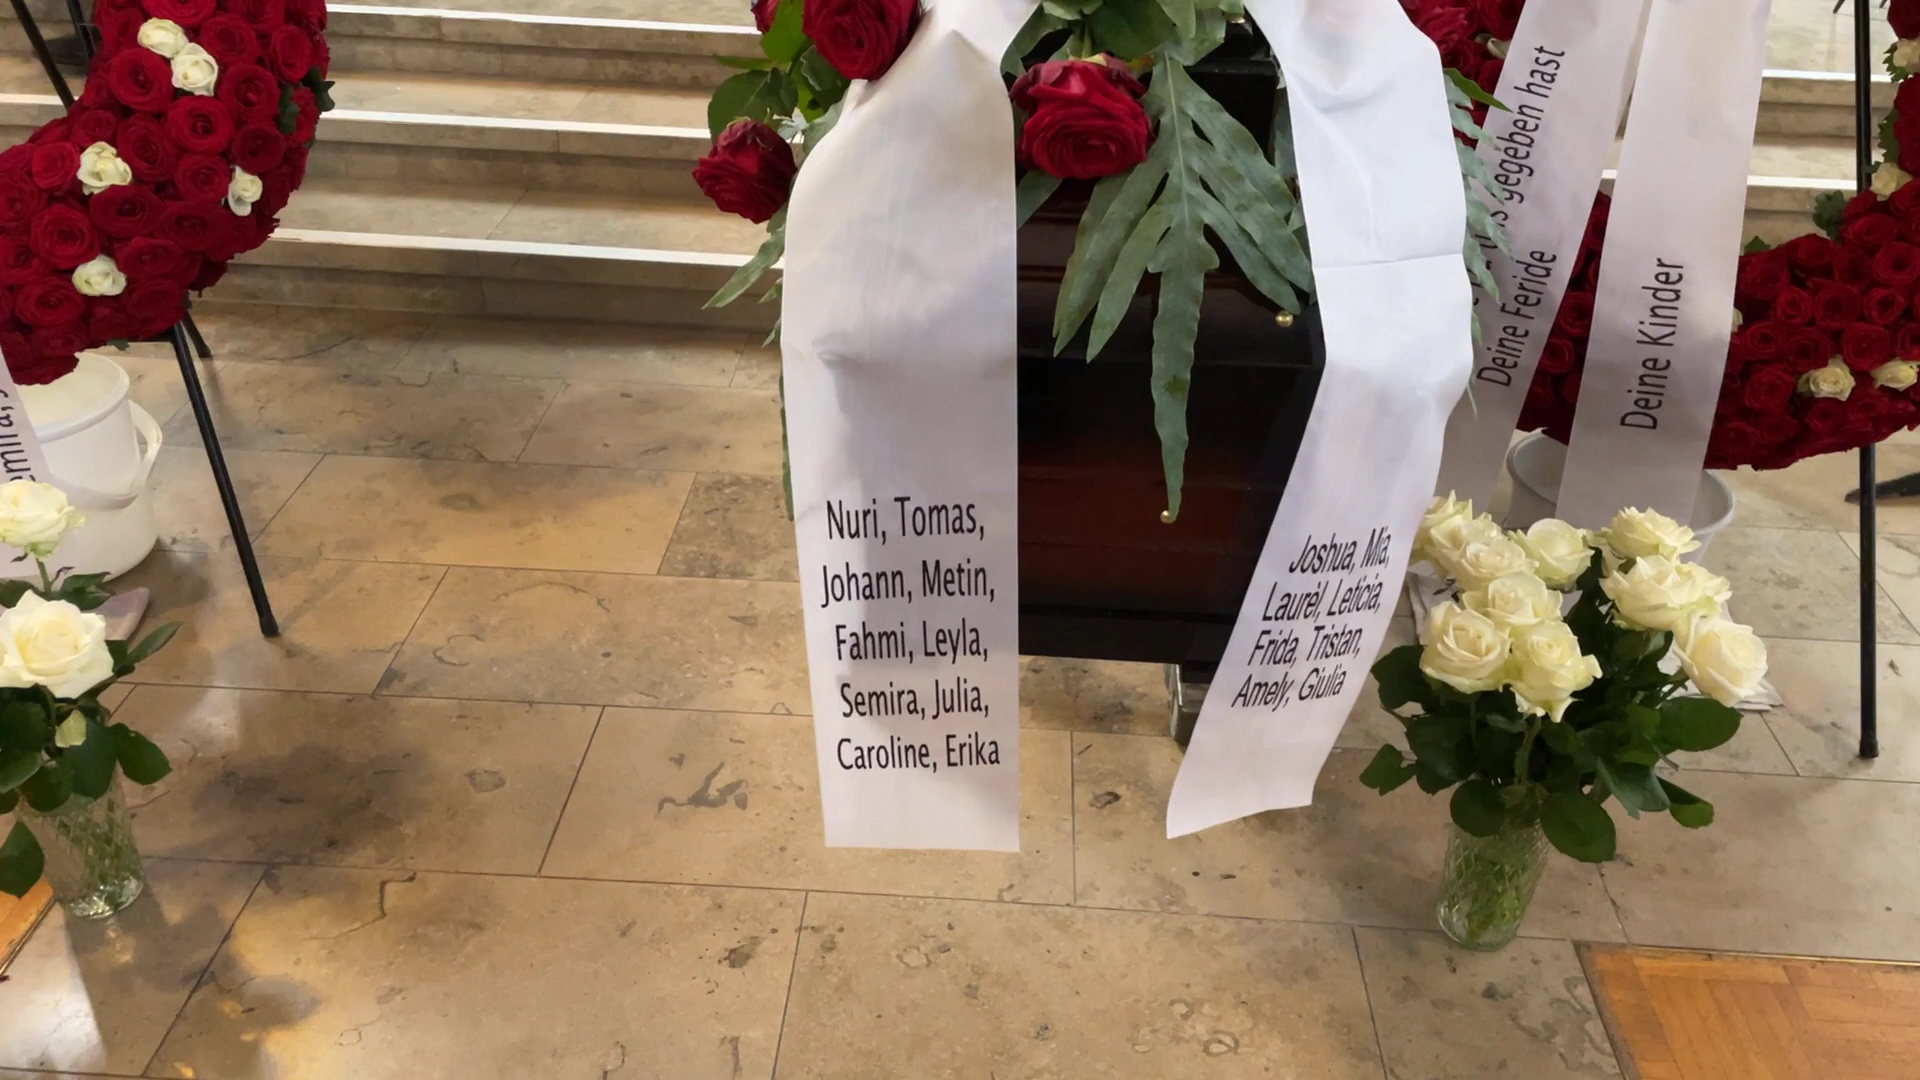 Nuri, Tomas,
Johann, Metin,
Fahmi, Leyla,
Semira, Julia,
Caroline, Erika
Joshua, Mia,
Laurèl, Leticia,
Frida, Tristan,
Amely, Giulia
gegeben hast
Deine Feride
Deine Kinder